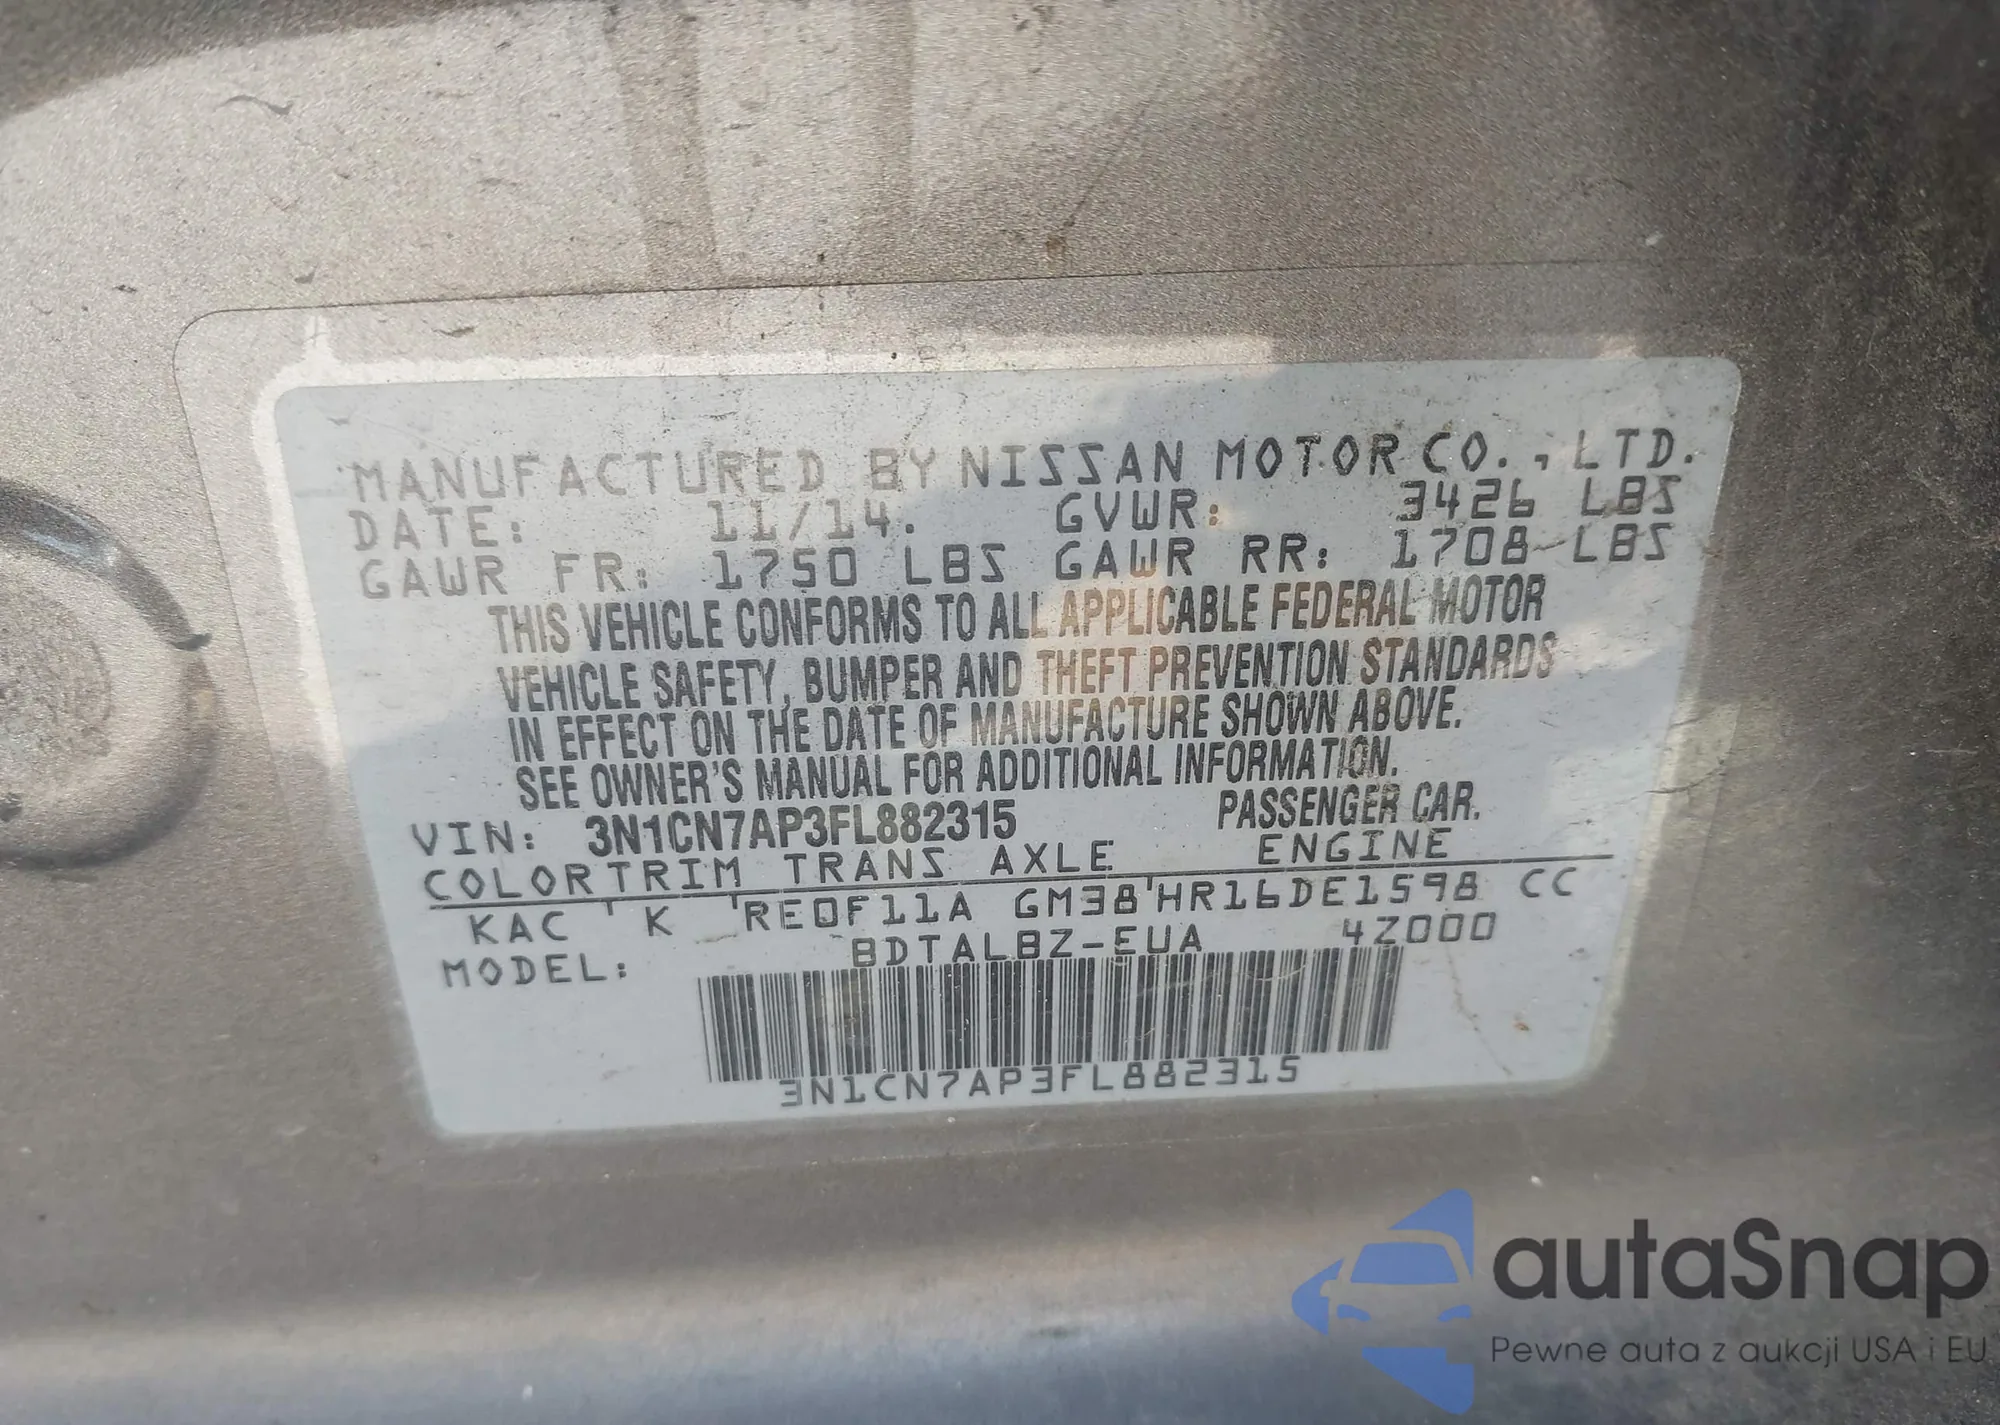 MANUFACTURED BY NISSAN MOTOR CO., LTD.
DATE: 11/14. GVWR: 3426 LBS
GAWR FR: 1750 LBS GAWR RR: 1708 LBS
THIS VEHICLE CONFORMS TO ALL APPLICABLE FEDERAL MOTOR
VEHICLE SAFETY, BUMPER AND THEFT PREVENTION STANDARDS
IN EFFECT ON THE DATE OF MANUFACTURE SHOWN ABOVE.
SEE OWNER'S MANUAL FOR ADDITIONAL INFORMATION.
VIN: 3N1CN7AP3FL882315 PASSENGER CAR.
COLORTRIM TRANS AXLE ENGINE
KAC K RE0F11A GM38 HR16DE1598 CC
MODEL: BDTALBZ-EUA 4Z000
3N1CN7AP3FL882315
autaSnap
Pewne auta z aukcji USA i EU